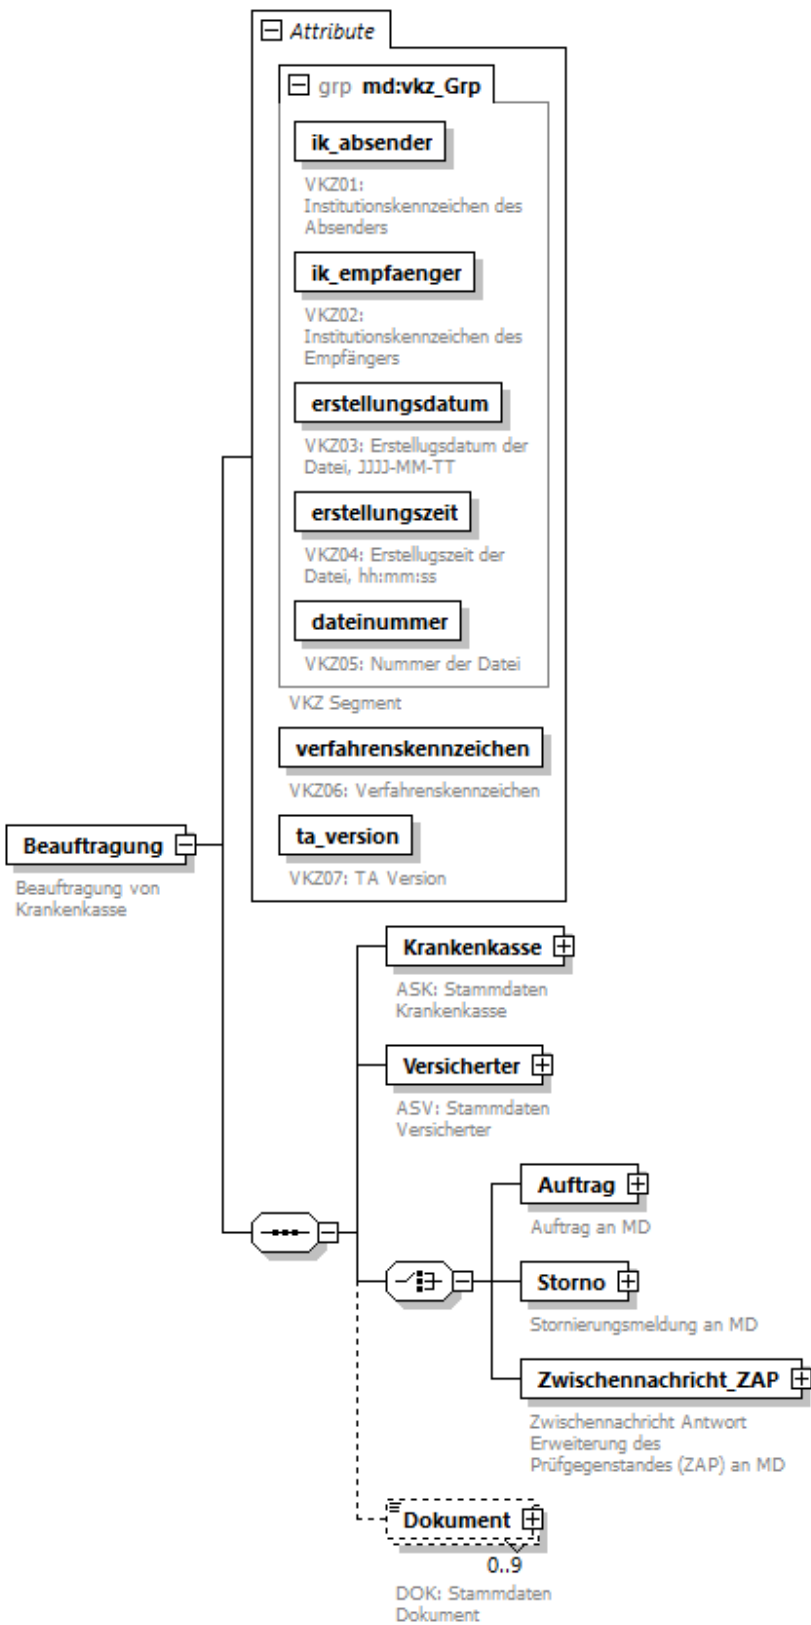 Attribute
grp md:vkz_Grp
ik_absender
VKZ01:
Institutionskennzeichen des
Absenders
ik_empfaenger
VKZ02:
Institutionskennzeichen des
Empfängers
erstellungsdatum
VKZ03: Erstellugsdatum der
Datei, JJJJ-MM-TT
erstellungszeit
VKZ04: Erstellugszeit der
Datei, hh:mm:ss
dateinummer
VKZ05: Nummer der Datei
VKZ Segment
verfahrenskennzeichen
VKZ06: Verfahrenskennzeichen
ta_version
VKZ07: TA Version
Beauftragung
Beauftragung von
Krankenkasse
Krankenkasse
ASK: Stammdaten
Krankenkasse
Versicherter
ASV: Stammdaten
Versicherter
Auftrag
Auftrag an MD
Storno
Stornierungsmeldung an MD
Zwischennachricht_ZAP
Zwischennachricht Antwort
Erweiterung des
Prüfgegenstandes (ZAP) an MD
Dokument
0..9
DOK: Stammdaten
Dokument